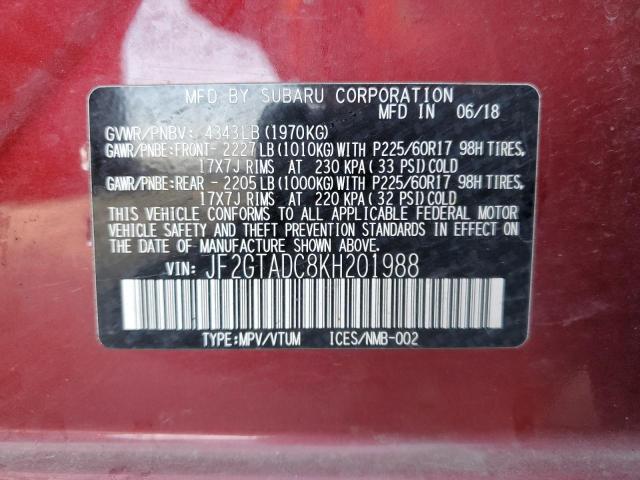 MFD BY SUBARU CORPORATION
MFD IN 06/18
GVWR/PNBV: 4343LB(1970KG)
GAWR/PNBE:FRONT- 2227LB(1010KG)WITH P225/60R17 98H TIRES,
17X7J RIMS AT 230 KPA(33 PSI)COLD
GAWR/PNBE:REAR - 2205LB(1000KG)WITH P225/60R17 98H TIRES,
17X7J RIMS AT 220 KPA(32 PSI)COLD
THIS VEHICLE CONFORMS TO ALL APPLICABLE FEDERAL MOTOR
VEHICLE SAFETY AND THEFT PREVENTION STANDARDS IN EFFECT
ON THE DATE OF MANUFACTURE SHOWN ABOVE.
VIN: JF2GTADC8KH201988
TYPE:MPV/VTUM ICES/NMB-002